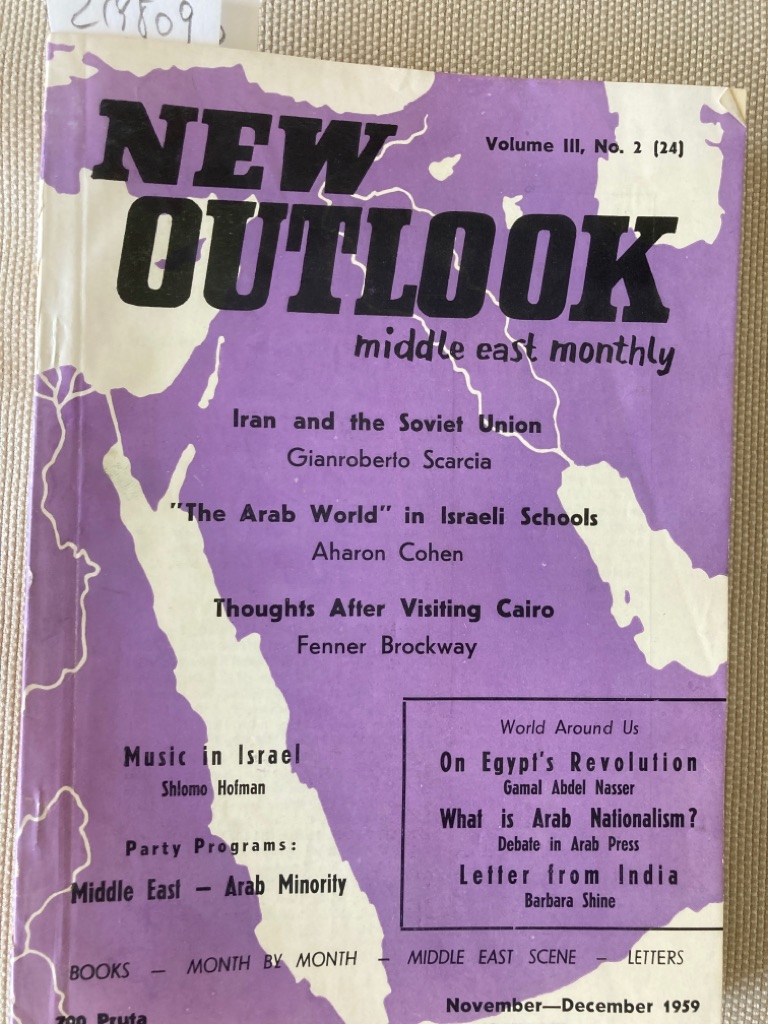 NEW
OUTLOOK
Volume III, No. 2 (24)
middle east monthly
Iran and the Soviet Union
Gianroberto Scarcia
"The Arab World" in Israeli Schools
Aharon Cohen
Thoughts After Visiting Cairo
Fenner Brockway
Music in Israel
Shlomo Hofman
Party Programs:
Middle East — Arab Minority
World Around Us
On Egypt's Revolution
Gamal Abdel Nasser
What is Arab Nationalism?
Debate in Arab Press
Letter from India
Barbara Shine
BOOKS — MONTH BY MONTH — MIDDLE EAST SCENE — LETTERS
Pruta
November—December 1959